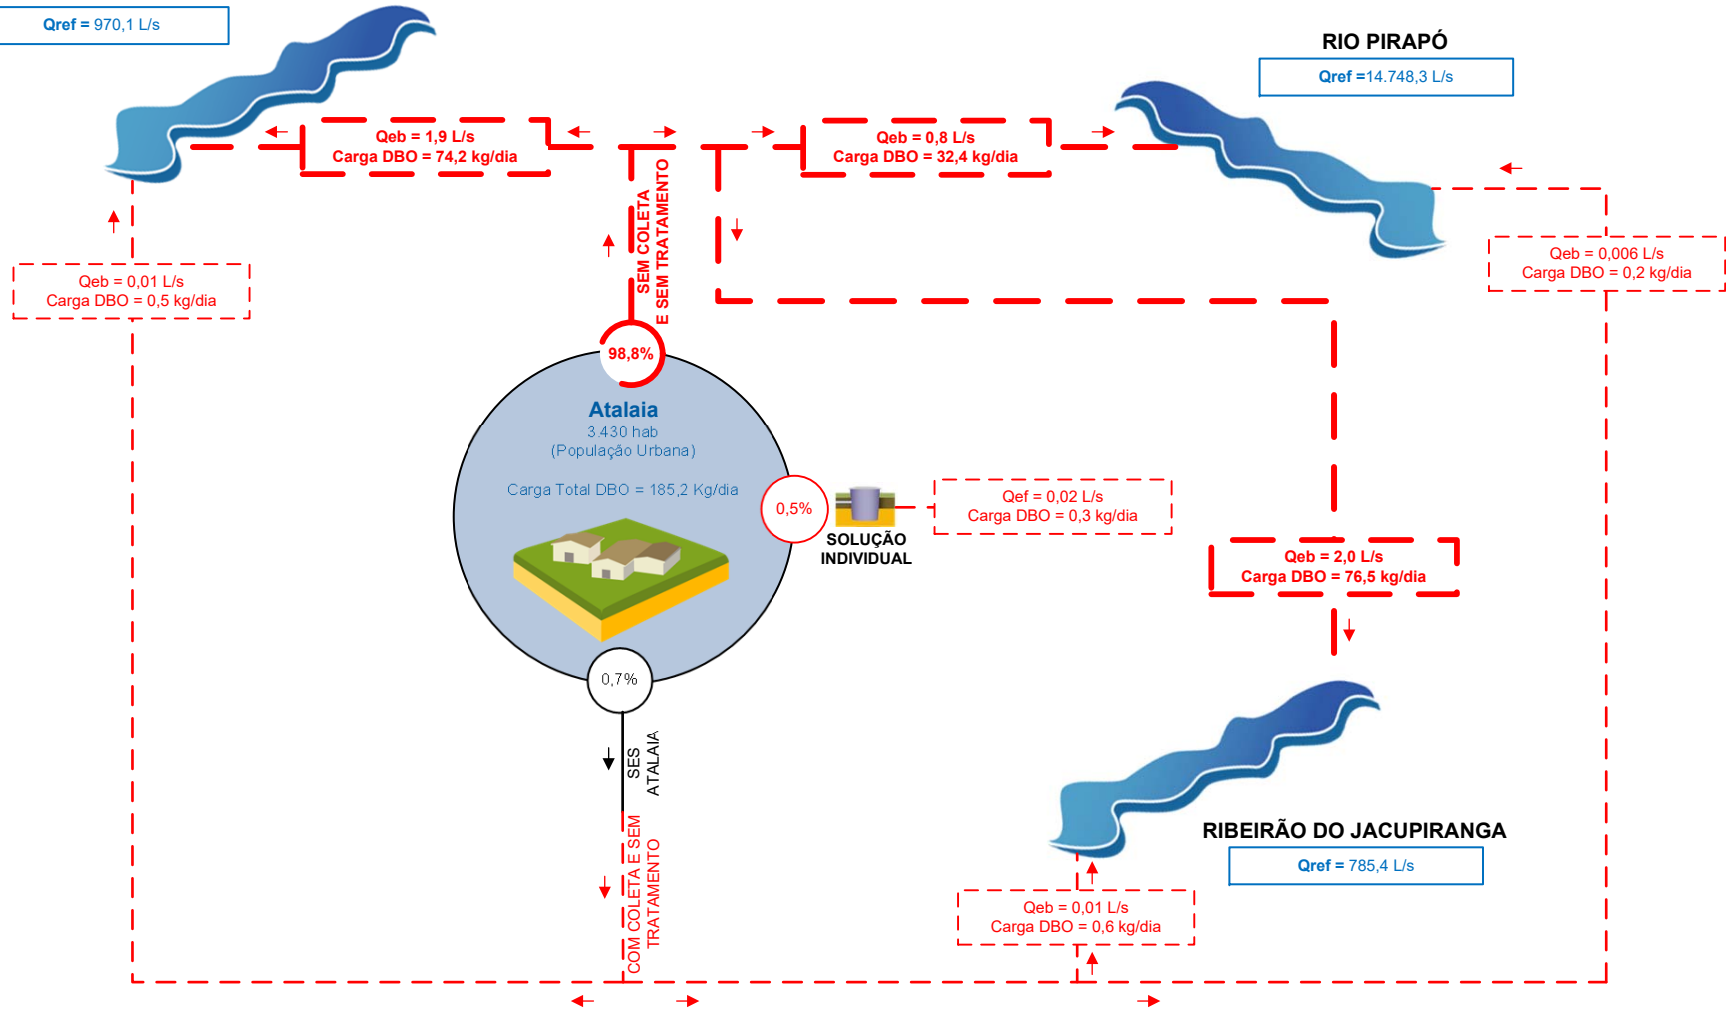 Qref = 970,1 L/s
RIO PIRAPÓ
Qref =14.748,3 L/s
Qeb = 1,9 L/s
Carga DBO = 74,2 kg/dia
Qeb = 0,8 L/s
Carga DBO = 32,4 kg/dia
SEM COLETA
E SEM TRATAMENTO
Qeb = 0,01 L/s
Carga DBO = 0,5 kg/dia
Qeb = 0,006 L/s
Carga DBO = 0,2 kg/dia
98,8%
Atalaia
3.430 hab
(População Urbana)
Carga Total DBO = 185,2 Kg/dia
0,5%
SOLUÇÃO
INDIVIDUAL
Qef = 0,02 L/s
Carga DBO = 0,3 kg/dia
Qeb = 2,0 L/s
Carga DBO = 76,5 kg/dia
0,7%
SES
ATALAIA
COM COLETA E SEM
TRATAMENTO
RIBEIRÃO DO JACUPIRANGA
Qref = 785,4 L/s
Qeb = 0,01 L/s
Carga DBO = 0,6 kg/dia